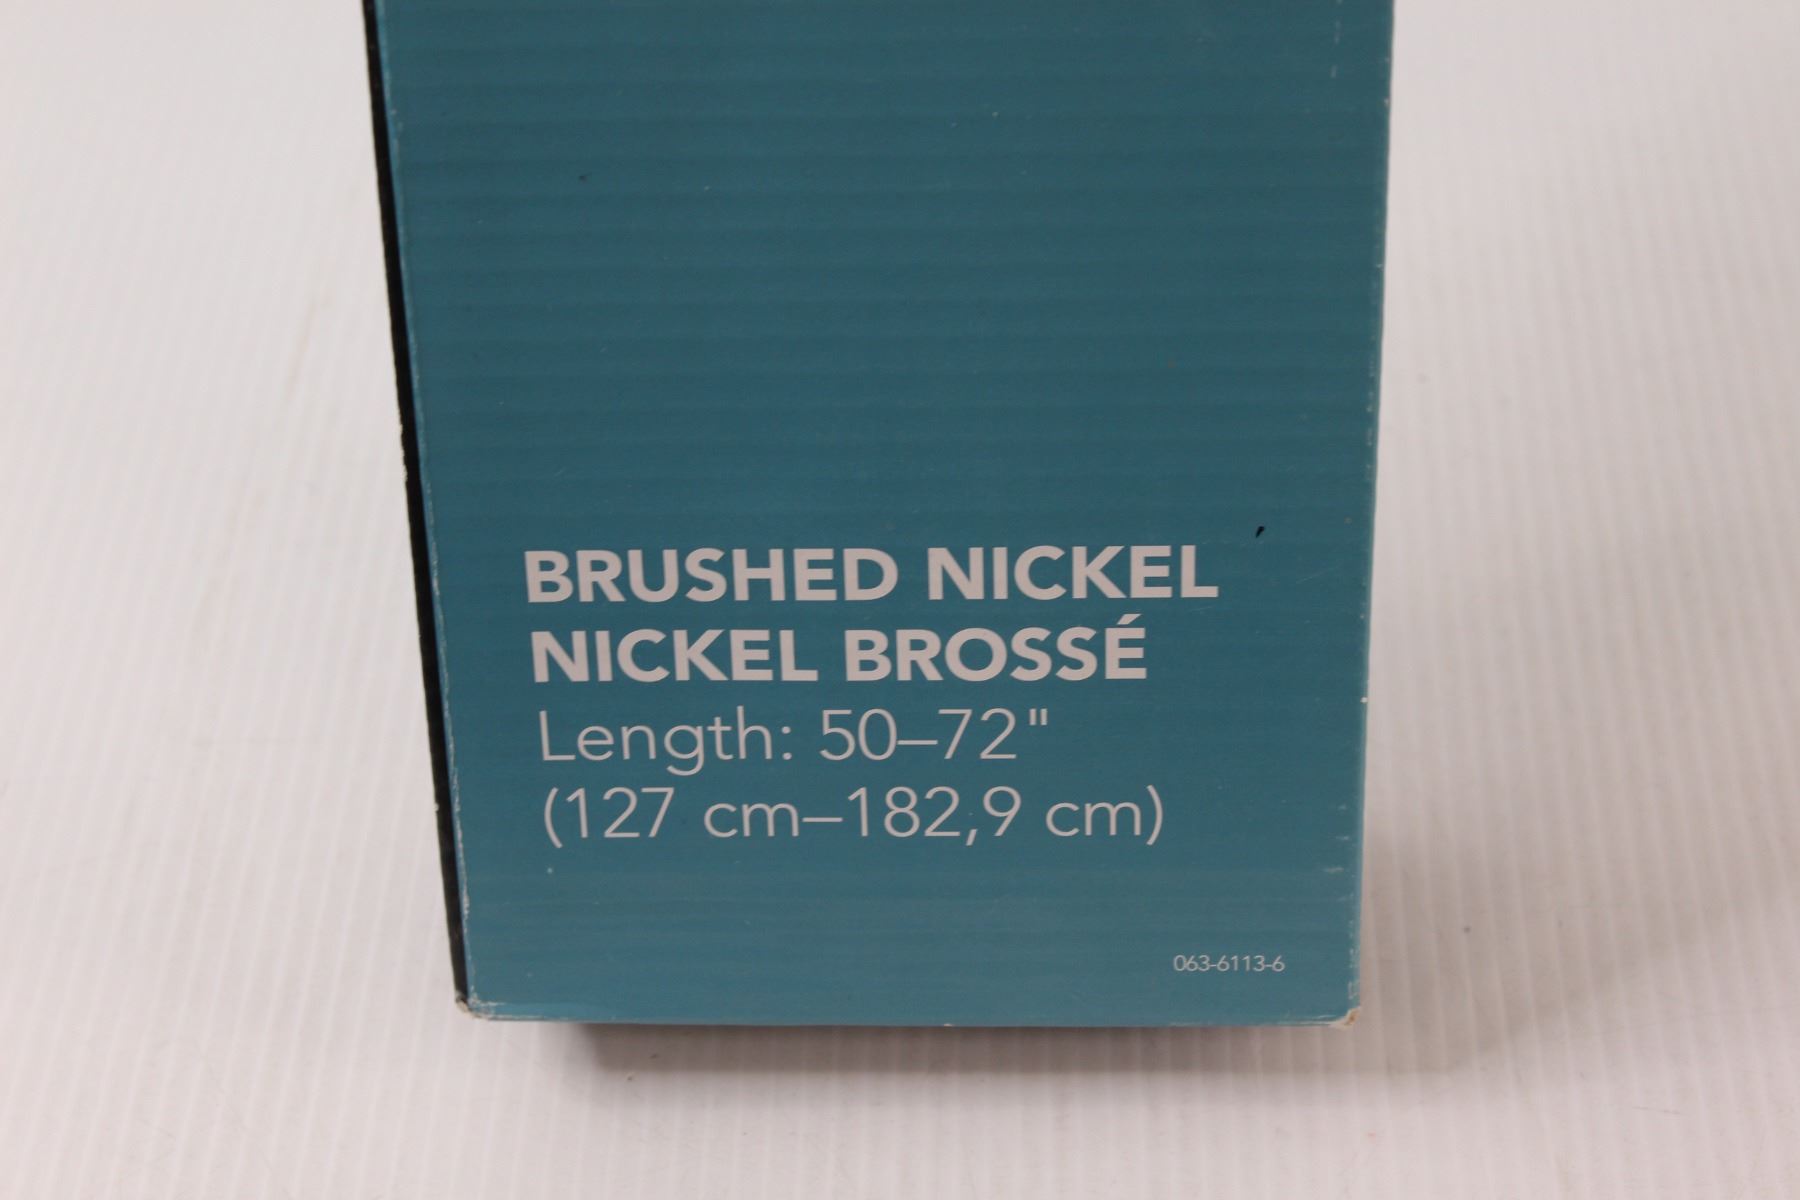 BRUSHED NICKEL
NICKEL BROSSÉ
Length: 50–72"
(127 cm–182,9 cm)
063-6113-6